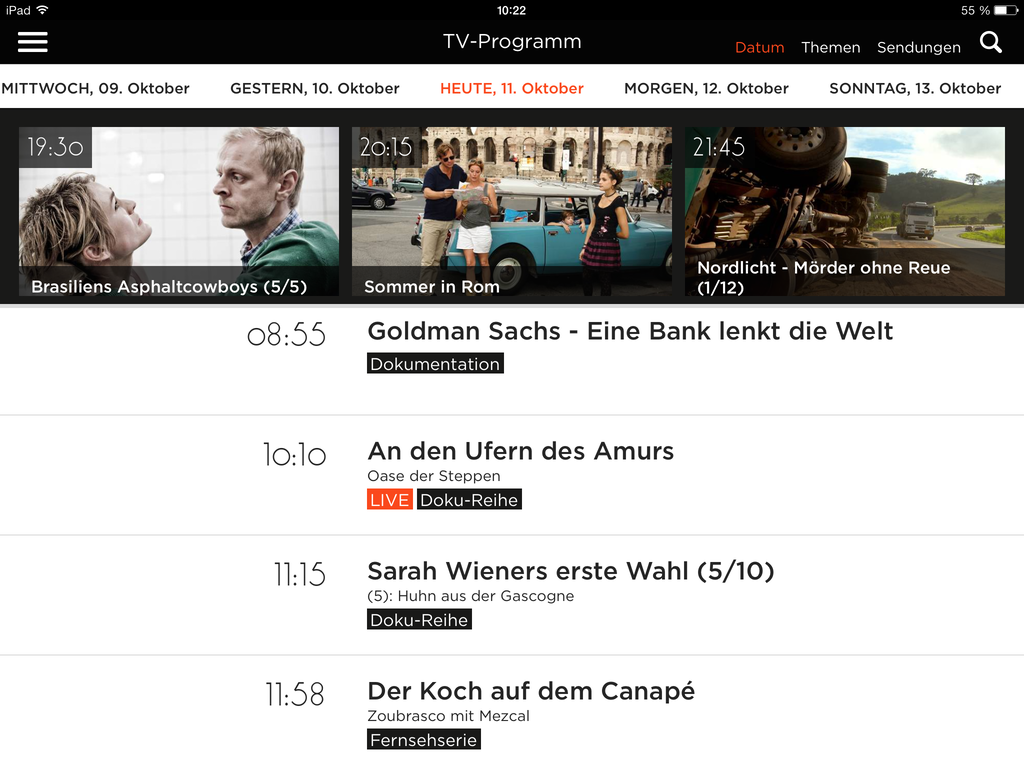 iPad 10:22 55 %
TV-Programm
Datum Themen Sendungen
MITTWOCH, 09. Oktober GESTERN, 10. Oktober HEUTE, 11. Oktober MORGEN, 12. Oktober SONNTAG, 13. Oktober
19:30
Brasiliens Asphaltcowboys (5/5)
20:15
Sommer in Rom
21:45
Nordlicht - Mörder ohne Reue
(1/12)
08:55 Goldman Sachs - Eine Bank lenkt die Welt
Dokumentation
10:10 An den Ufern des Amurs
Oase der Steppen
LIVE Doku-Reihe
11:15 Sarah Wieners erste Wahl (5/10)
(5): Huhn aus der Gascogne
Doku-Reihe
11:58 Der Koch auf dem Canapé
Zoubrasco mit Mezcal
Fernsehserie